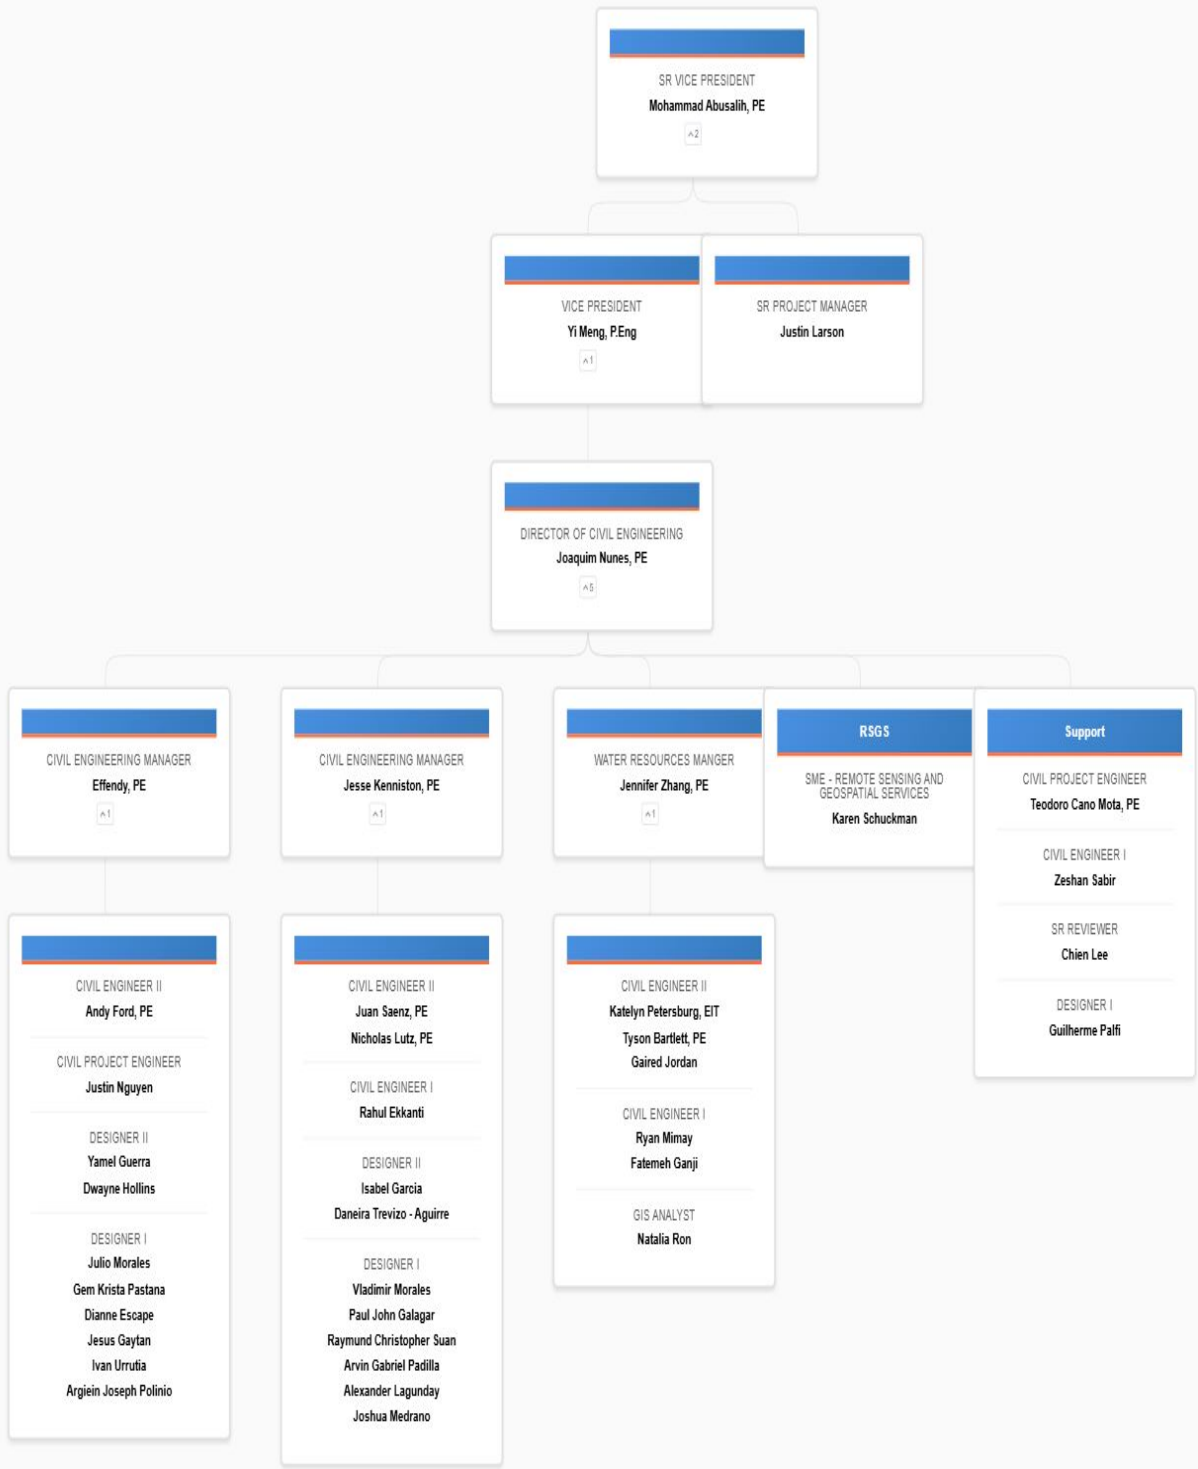 SR VICE PRESIDENT
Mohammad Abusalih, PE
^2
VICE PRESIDENT
Yi Meng, P.Eng
^1
SR PROJECT MANAGER
Justin Larson
DIRECTOR OF CIVIL ENGINEERING
Joaquim Nunes, PE
^5
CIVIL ENGINEERING MANAGER
Effendy, PE
^1
CIVIL ENGINEERING MANAGER
Jesse Kenniston, PE
^1
WATER RESOURCES MANGER
Jennifer Zhang, PE
^1
RSGS
SME - REMOTE SENSING AND
GEOSPATIAL SERVICES
Karen Schuckman
Support
CIVIL PROJECT ENGINEER
Teodoro Cano Mota, PE
CIVIL ENGINEER I
Zeshan Sabir
SR REVIEWER
Chien Lee
DESIGNER I
Guilherme Palfi
CIVIL ENGINEER II
Andy Ford, PE
CIVIL PROJECT ENGINEER
Justin Nguyen
DESIGNER II
Yamel Guerra
Dwayne Hollins
DESIGNER I
Julio Morales
Gem Krista Pastana
Dianne Escape
Jesus Gaytan
Ivan Urrutia
Argiein Joseph Polinio
CIVIL ENGINEER II
Juan Saenz, PE
Nicholas Lutz, PE
CIVIL ENGINEER I
Rahul Ekkanti
DESIGNER II
Isabel Garcia
Daneira Trevizo - Aguirre
DESIGNER I
Vladimir Morales
Paul John Galagar
Raymund Christopher Suan
Arvin Gabriel Padilla
Alexander Lagunday
Joshua Medrano
CIVIL ENGINEER II
Katelyn Petersburg, EIT
Tyson Bartlett, PE
Gaired Jordan
CIVIL ENGINEER I
Ryan Mimay
Fatemeh Ganji
GIS ANALYST
Natalia Ron